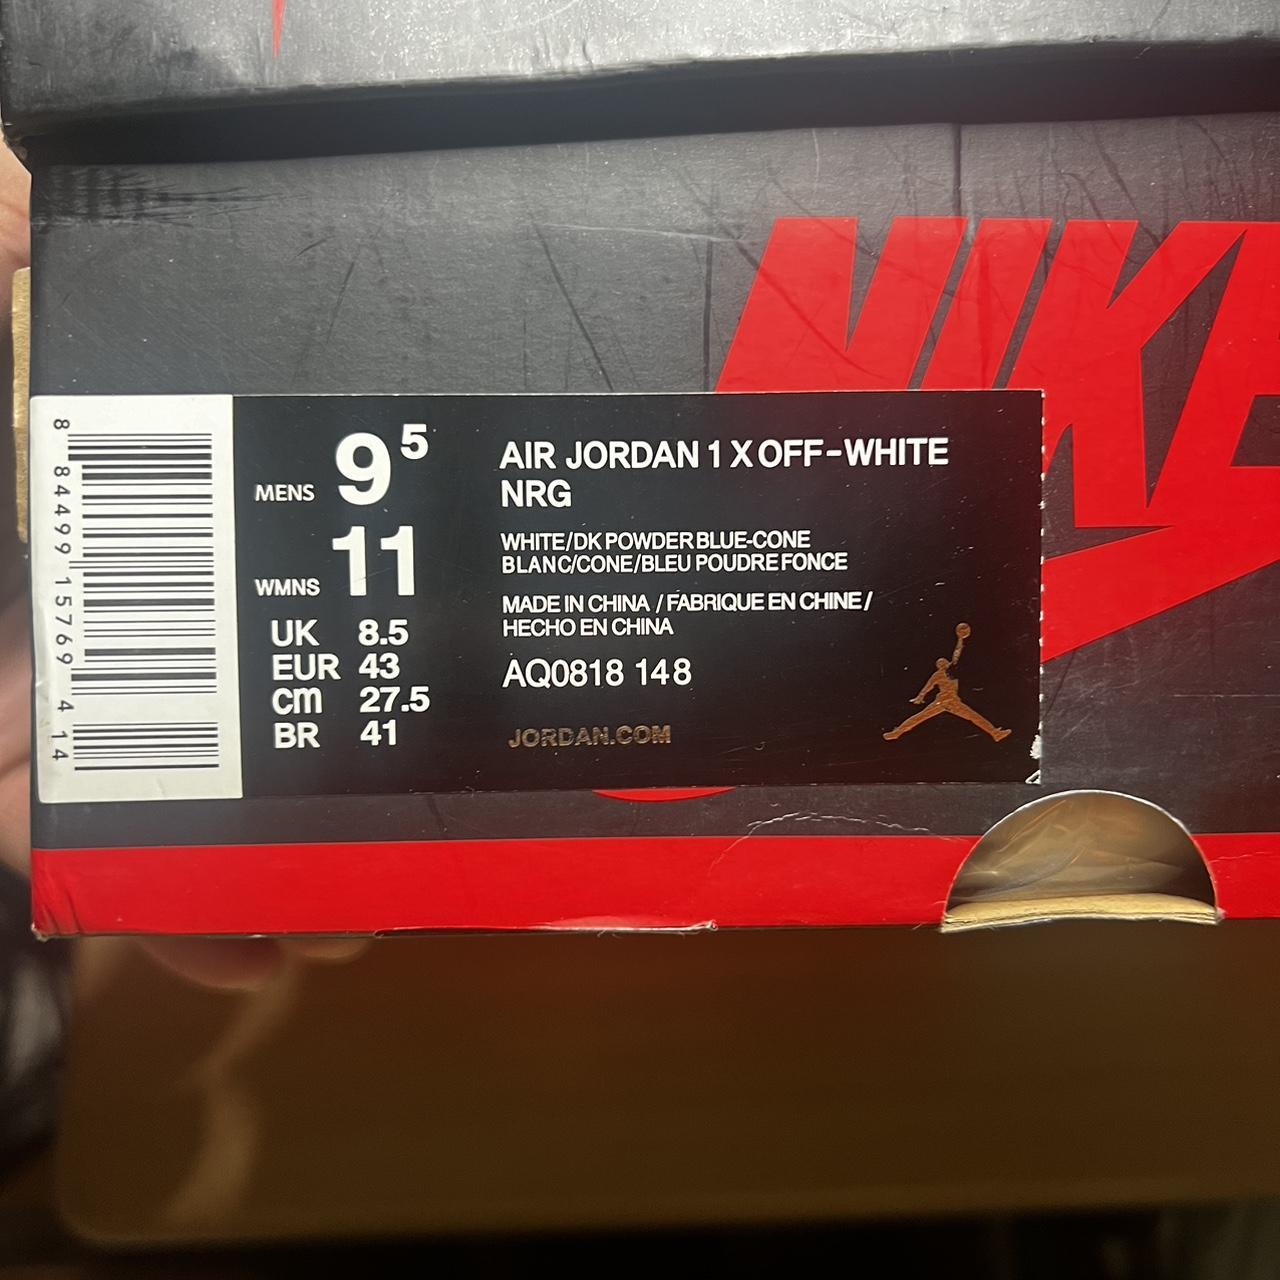 NIKE
8 84499 15769 4 14
MENS 9⁵
WMNS 11
UK 8.5
EUR 43
cm 27.5
BR 41
AIR JORDAN 1 X OFF-WHITE
NRG
WHITE/DK POWDER BLUE-CONE
BLANC/CONE/BLEU POUDRE FONCE
MADE IN CHINA / FABRIQUE EN CHINE /
HECHO EN CHINA
AQ0818 148
JORDAN.COM